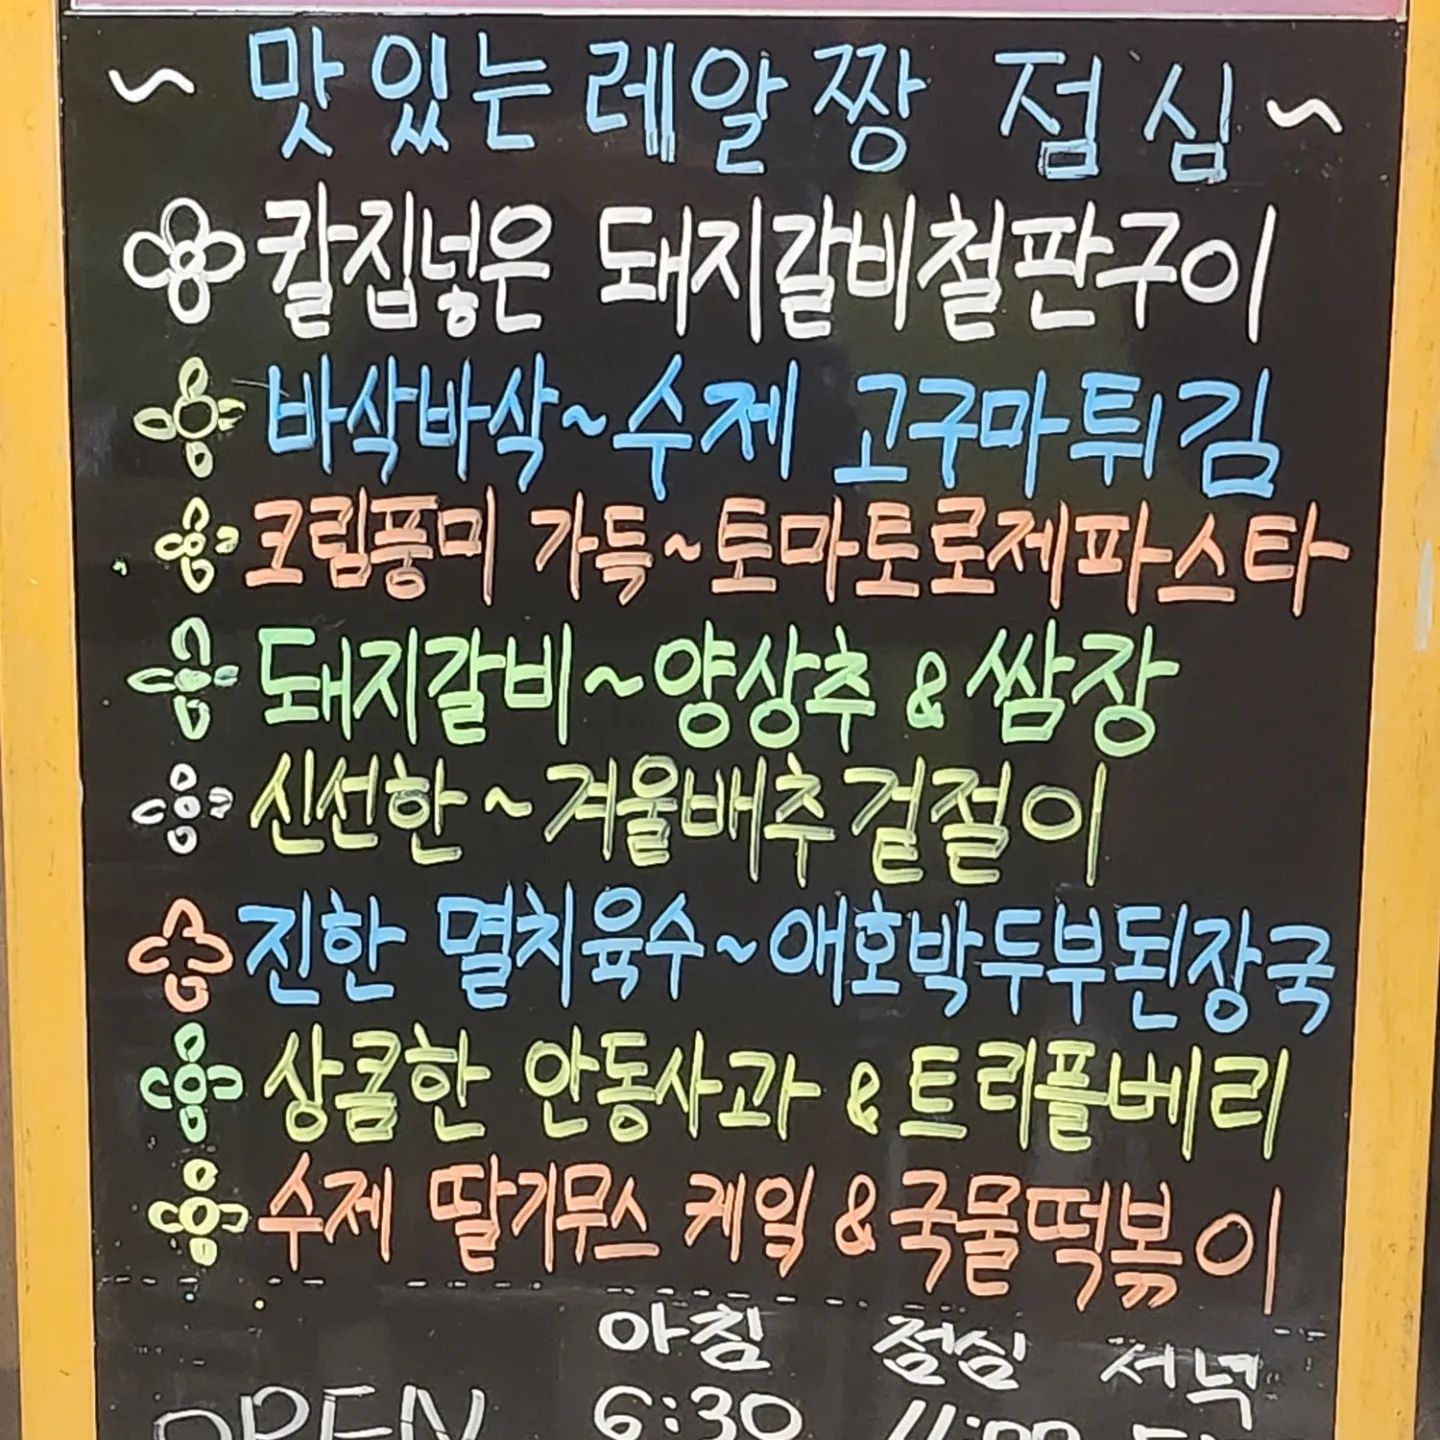 ~ 맛있는 레알짱 점심 ~
칼집넣은 돼지갈비철판구이
바삭바삭~수제 고구마튀김
크림풍미 가득~토마토로제파스타
돼지갈비~양상추 & 쌈장
신선한~겨울배추겉절이
진한 멸치육수~애호박두부된장국
상큼한 안동사과 & 트리플베리
수제 딸기무스 케잌 & 국물떡볶이
아침 점심 저녁
OPEN 6:30